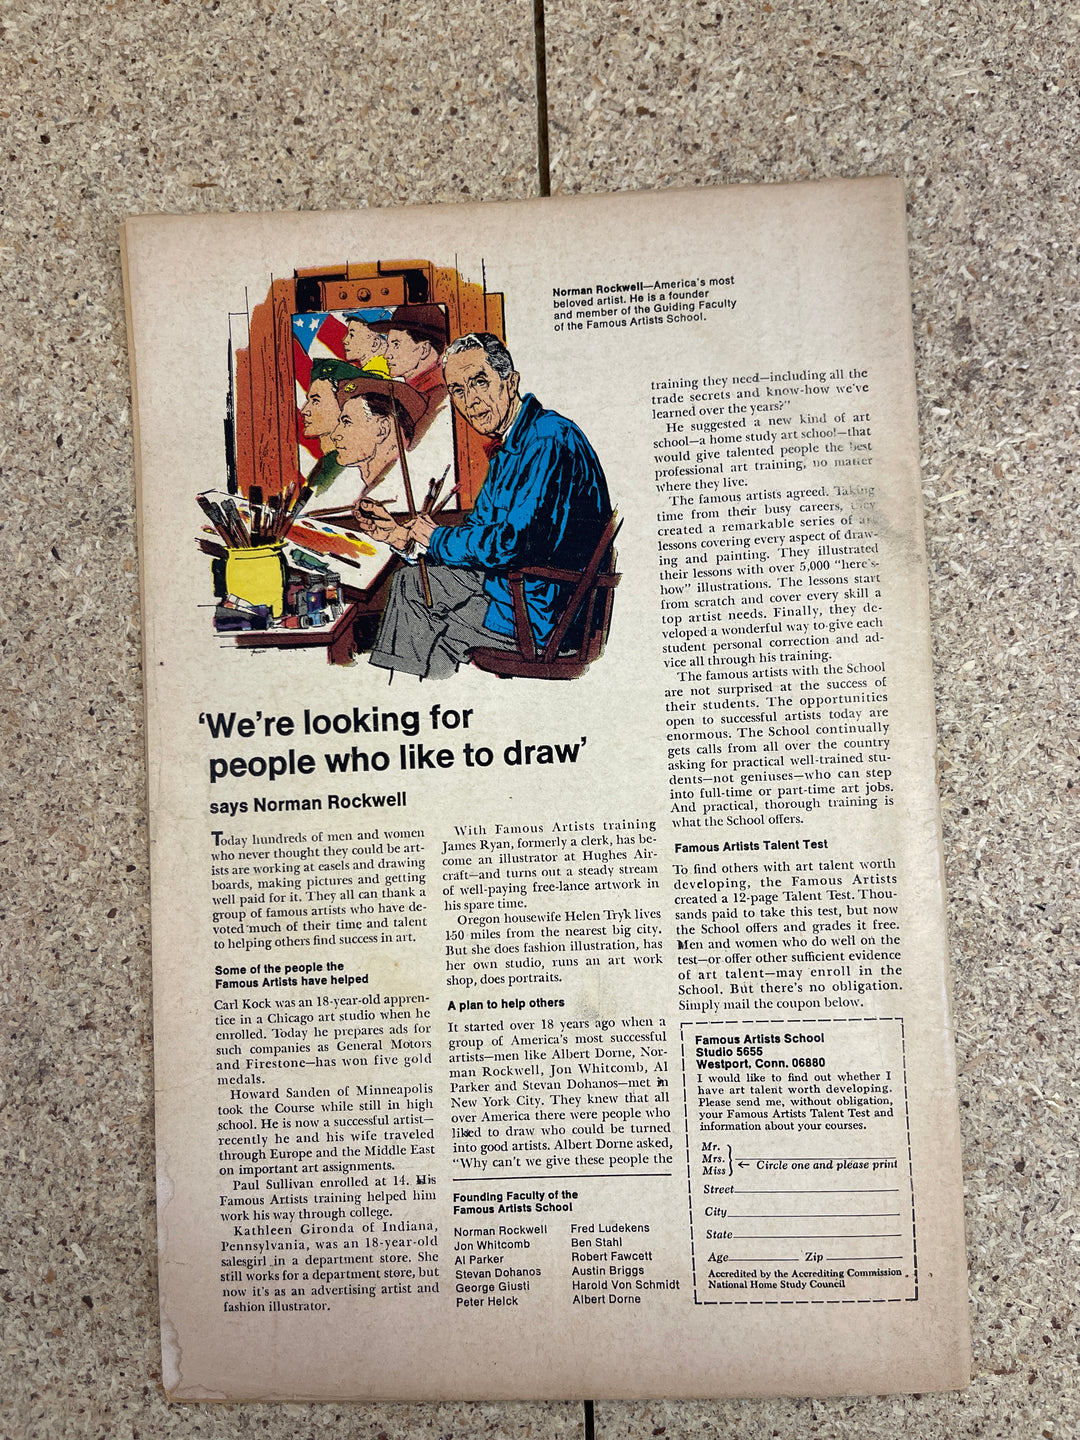 Norman Rockwell—America's most
beloved artist. He is a founder
and member of the Guiding Faculty
of the Famous Artists School.
'We're looking for
people who like to draw'
says Norman Rockwell
Today hundreds of men and women
who never thought they could be art-
ists are working at easels and drawing
boards, making pictures and getting
well paid for it. They all can thank a
group of famous artists who have de-
voted much of their time and talent
to helping others find success in art.
Some of the people the
Famous Artists have helped
Carl Kock was an 18-year-old appren-
tice in a Chicago art studio when he
enrolled. Today he prepares ads for
such companies as General Motors
and Firestone—has won five gold
medals.
Howard Sanden of Minneapolis
took the Course while still in high
school. He is now a successful artist—
recently he and his wife traveled
through Europe and the Middle East
on important art assignments.
Paul Sullivan enrolled at 14. His
Famous Artists training helped him
work his way through college.
Kathleen Gironda of Indiana,
Pennsylvania, was an 18-year-old
salesgirl in a department store. She
still works for a department store, but
now it's as an advertising artist and
fashion illustrator.
With Famous Artists training
James Ryan, formerly a clerk, has be-
come an illustrator at Hughes Air-
craft—and turns out a steady stream
of well-paying free-lance artwork in
his spare time.
Oregon housewife Helen Tryk lives
150 miles from the nearest big city.
But she does fashion illustration, has
her own studio, runs an art work
shop, does portraits.
A plan to help others
It started over 18 years ago when a
group of America's most successful
artists—men like Albert Dorne, Nor-
man Rockwell, Jon Whitcomb, Al
Parker and Stevan Dohanos—met in
New York City. They knew that all
over America there were people who
liked to draw who could be turned
into good artists. Albert Dorne asked,
"Why can't we give these people the
training they need—including all the
trade secrets and know-how we've
learned over the years?"
He suggested a new kind of art
school—a home study art school—that
would give talented people the best
professional art training, no matter
where they live.
The famous artists agreed. Taking
time from their busy careers, they
created a remarkable series of art
lessons covering every aspect of draw-
ing and painting. They illustrated
their lessons with over 5,000 "here's-
how" illustrations. The lessons start
from scratch and cover every skill a
top artist needs. Finally, they de-
veloped a wonderful way to give each
student personal correction and ad-
vice all through his training.
The famous artists with the School
are not surprised at the success of
their students. The opportunities
open to successful artists today are
enormous. The School continually
gets calls from all over the country
asking for practical well-trained stu-
dents—not geniuses—who can step
into full-time or part-time art jobs.
And practical, thorough training is
what the School offers.
Famous Artists Talent Test
To find others with art talent worth
developing, the Famous Artists
created a 12-page Talent Test. Thou-
sands paid to take this test, but now
the School offers and grades it free.
Men and women who do well on the
test—or offer other sufficient evidence
of art talent—may enroll in the
School. But there's no obligation.
Simply mail the coupon below.
Founding Faculty of the
Famous Artists School
Norman Rockwell
Jon Whitcomb
Al Parker
Stevan Dohanos
George Giusti
Peter Helck
Fred Ludekens
Ben Stahl
Robert Fawcett
Austin Briggs
Harold Von Schmidt
Albert Dorne
Famous Artists School
Studio 5655
Westport, Conn. 06880
I would like to find out whether I
have art talent worth developing.
Please send me, without obligation,
your Famous Artists Talent Test and
information about your courses.
Mr.
Mrs.
Miss
← Circle one and please print
Street
City
State
Age Zip
Accredited by the Accrediting Commission
National Home Study Council